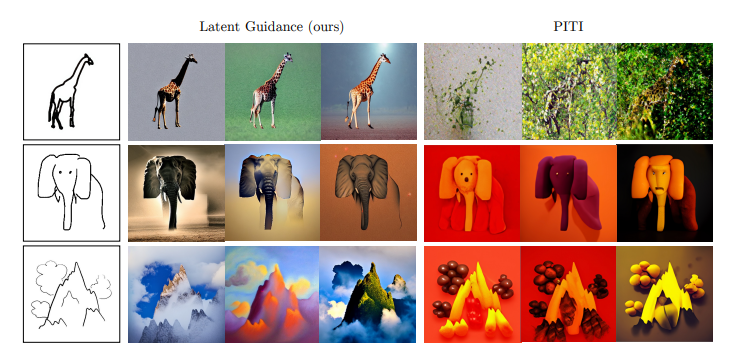 Latent Guidance (ours)
PITI